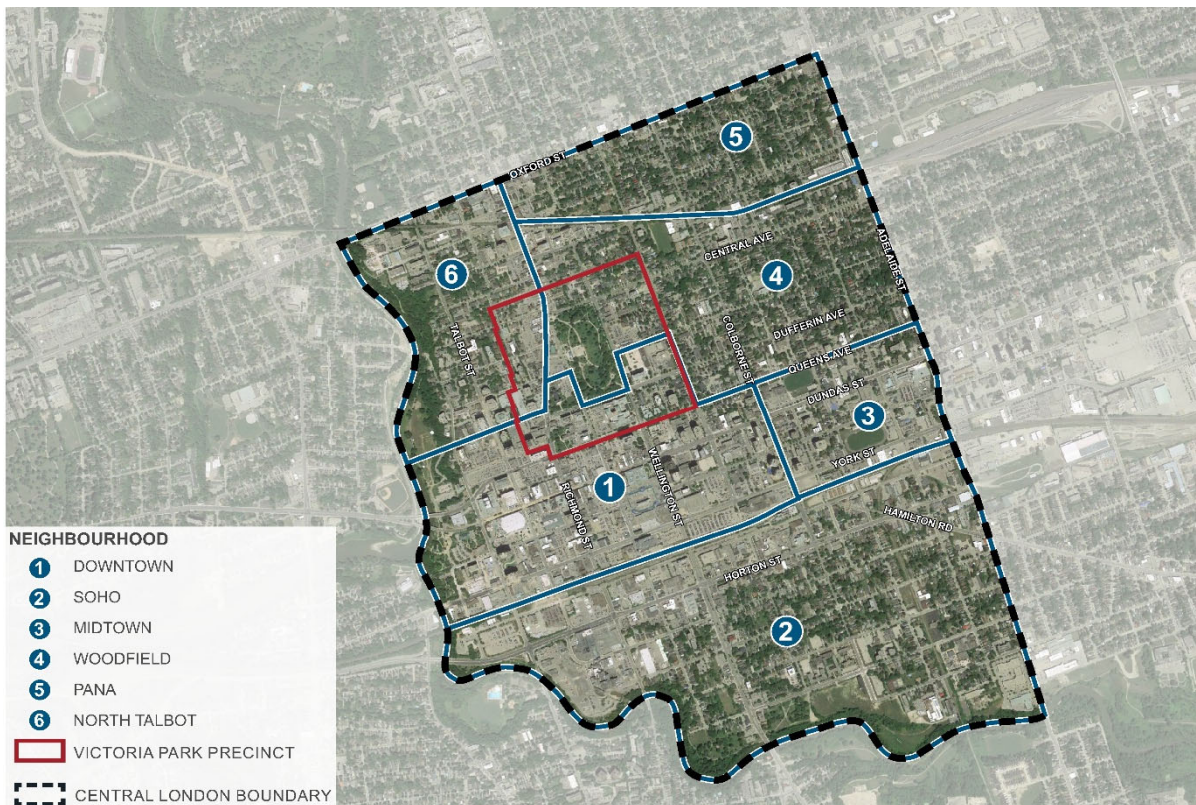 5
OXFORD ST
CENTRAL AVE
ADELAIDE ST
6
4
TALBOT ST
COLBORNE ST
DUFFERIN AVE
QUEENS AVE
DUNDAS ST
3
YORK ST
WELLINGTON ST
1
RICHMOND ST
HAMILTON RD
HORTON ST
2
NEIGHBOURHOOD
1 DOWNTOWN
2 SOHO
3 MIDTOWN
4 WOODFIELD
5 PANA
6 NORTH TALBOT
VICTORIA PARK PRECINCT
CENTRAL LONDON BOUNDARY